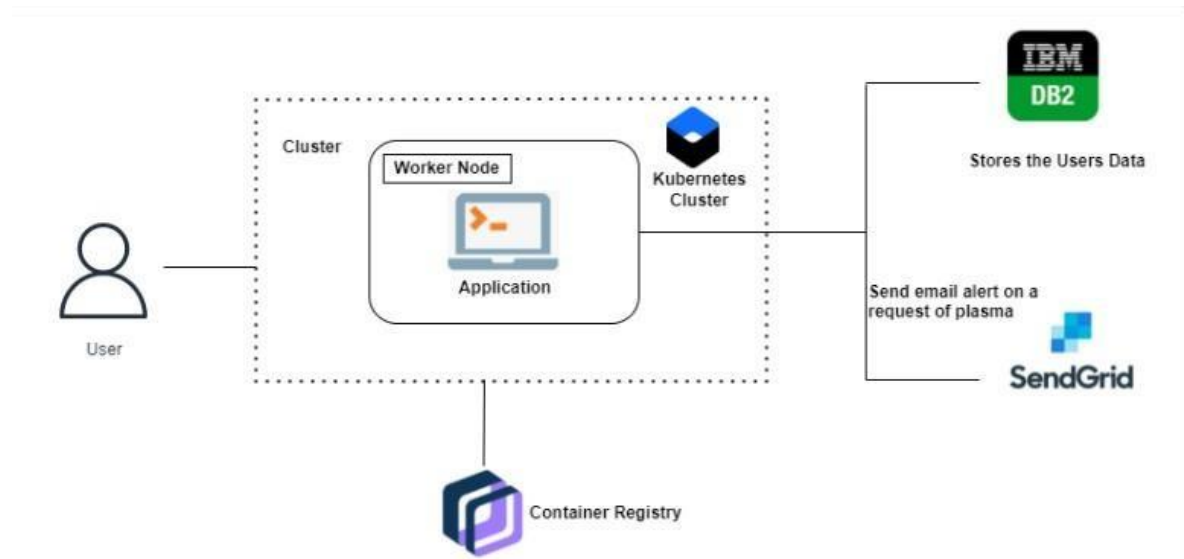 IBM
DB2
Stores the Users Data
Cluster
Worker Node
Kubernetes
Cluster
Application
User
Send email alert on a
request of plasma
SendGrid
Container Registry